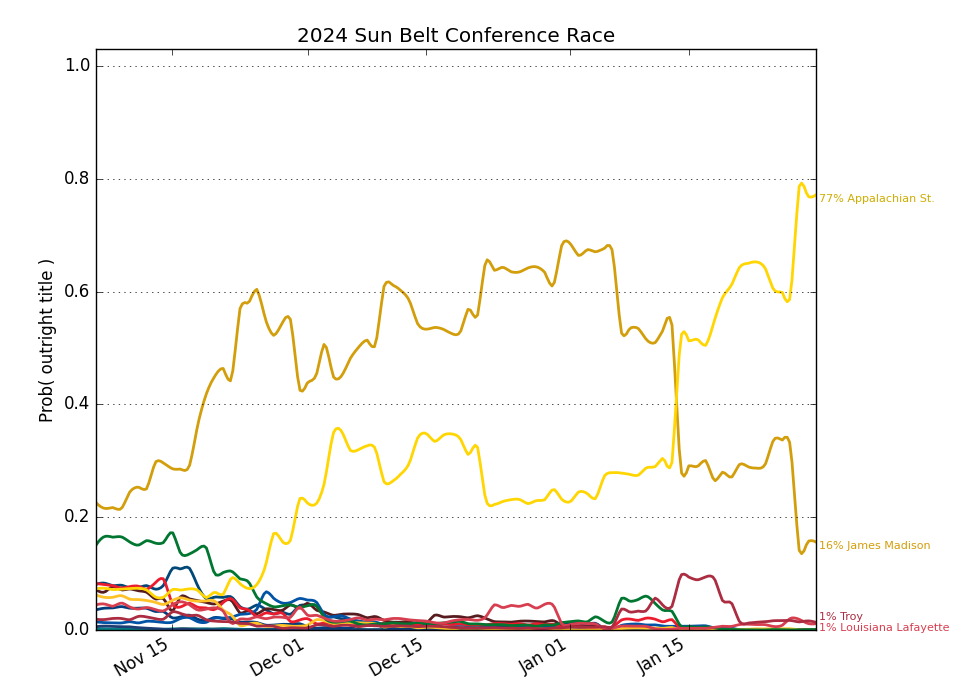 2024 Sun Belt Conference Race
Prob( outright title )
1.0
0.8
0.6
0.4
0.2
0.0
77% Appalachian St.
16% James Madison
1% Troy
1% Louisiana Lafayette
Nov 15
Dec 01
Dec 15
Jan 01
Jan 15